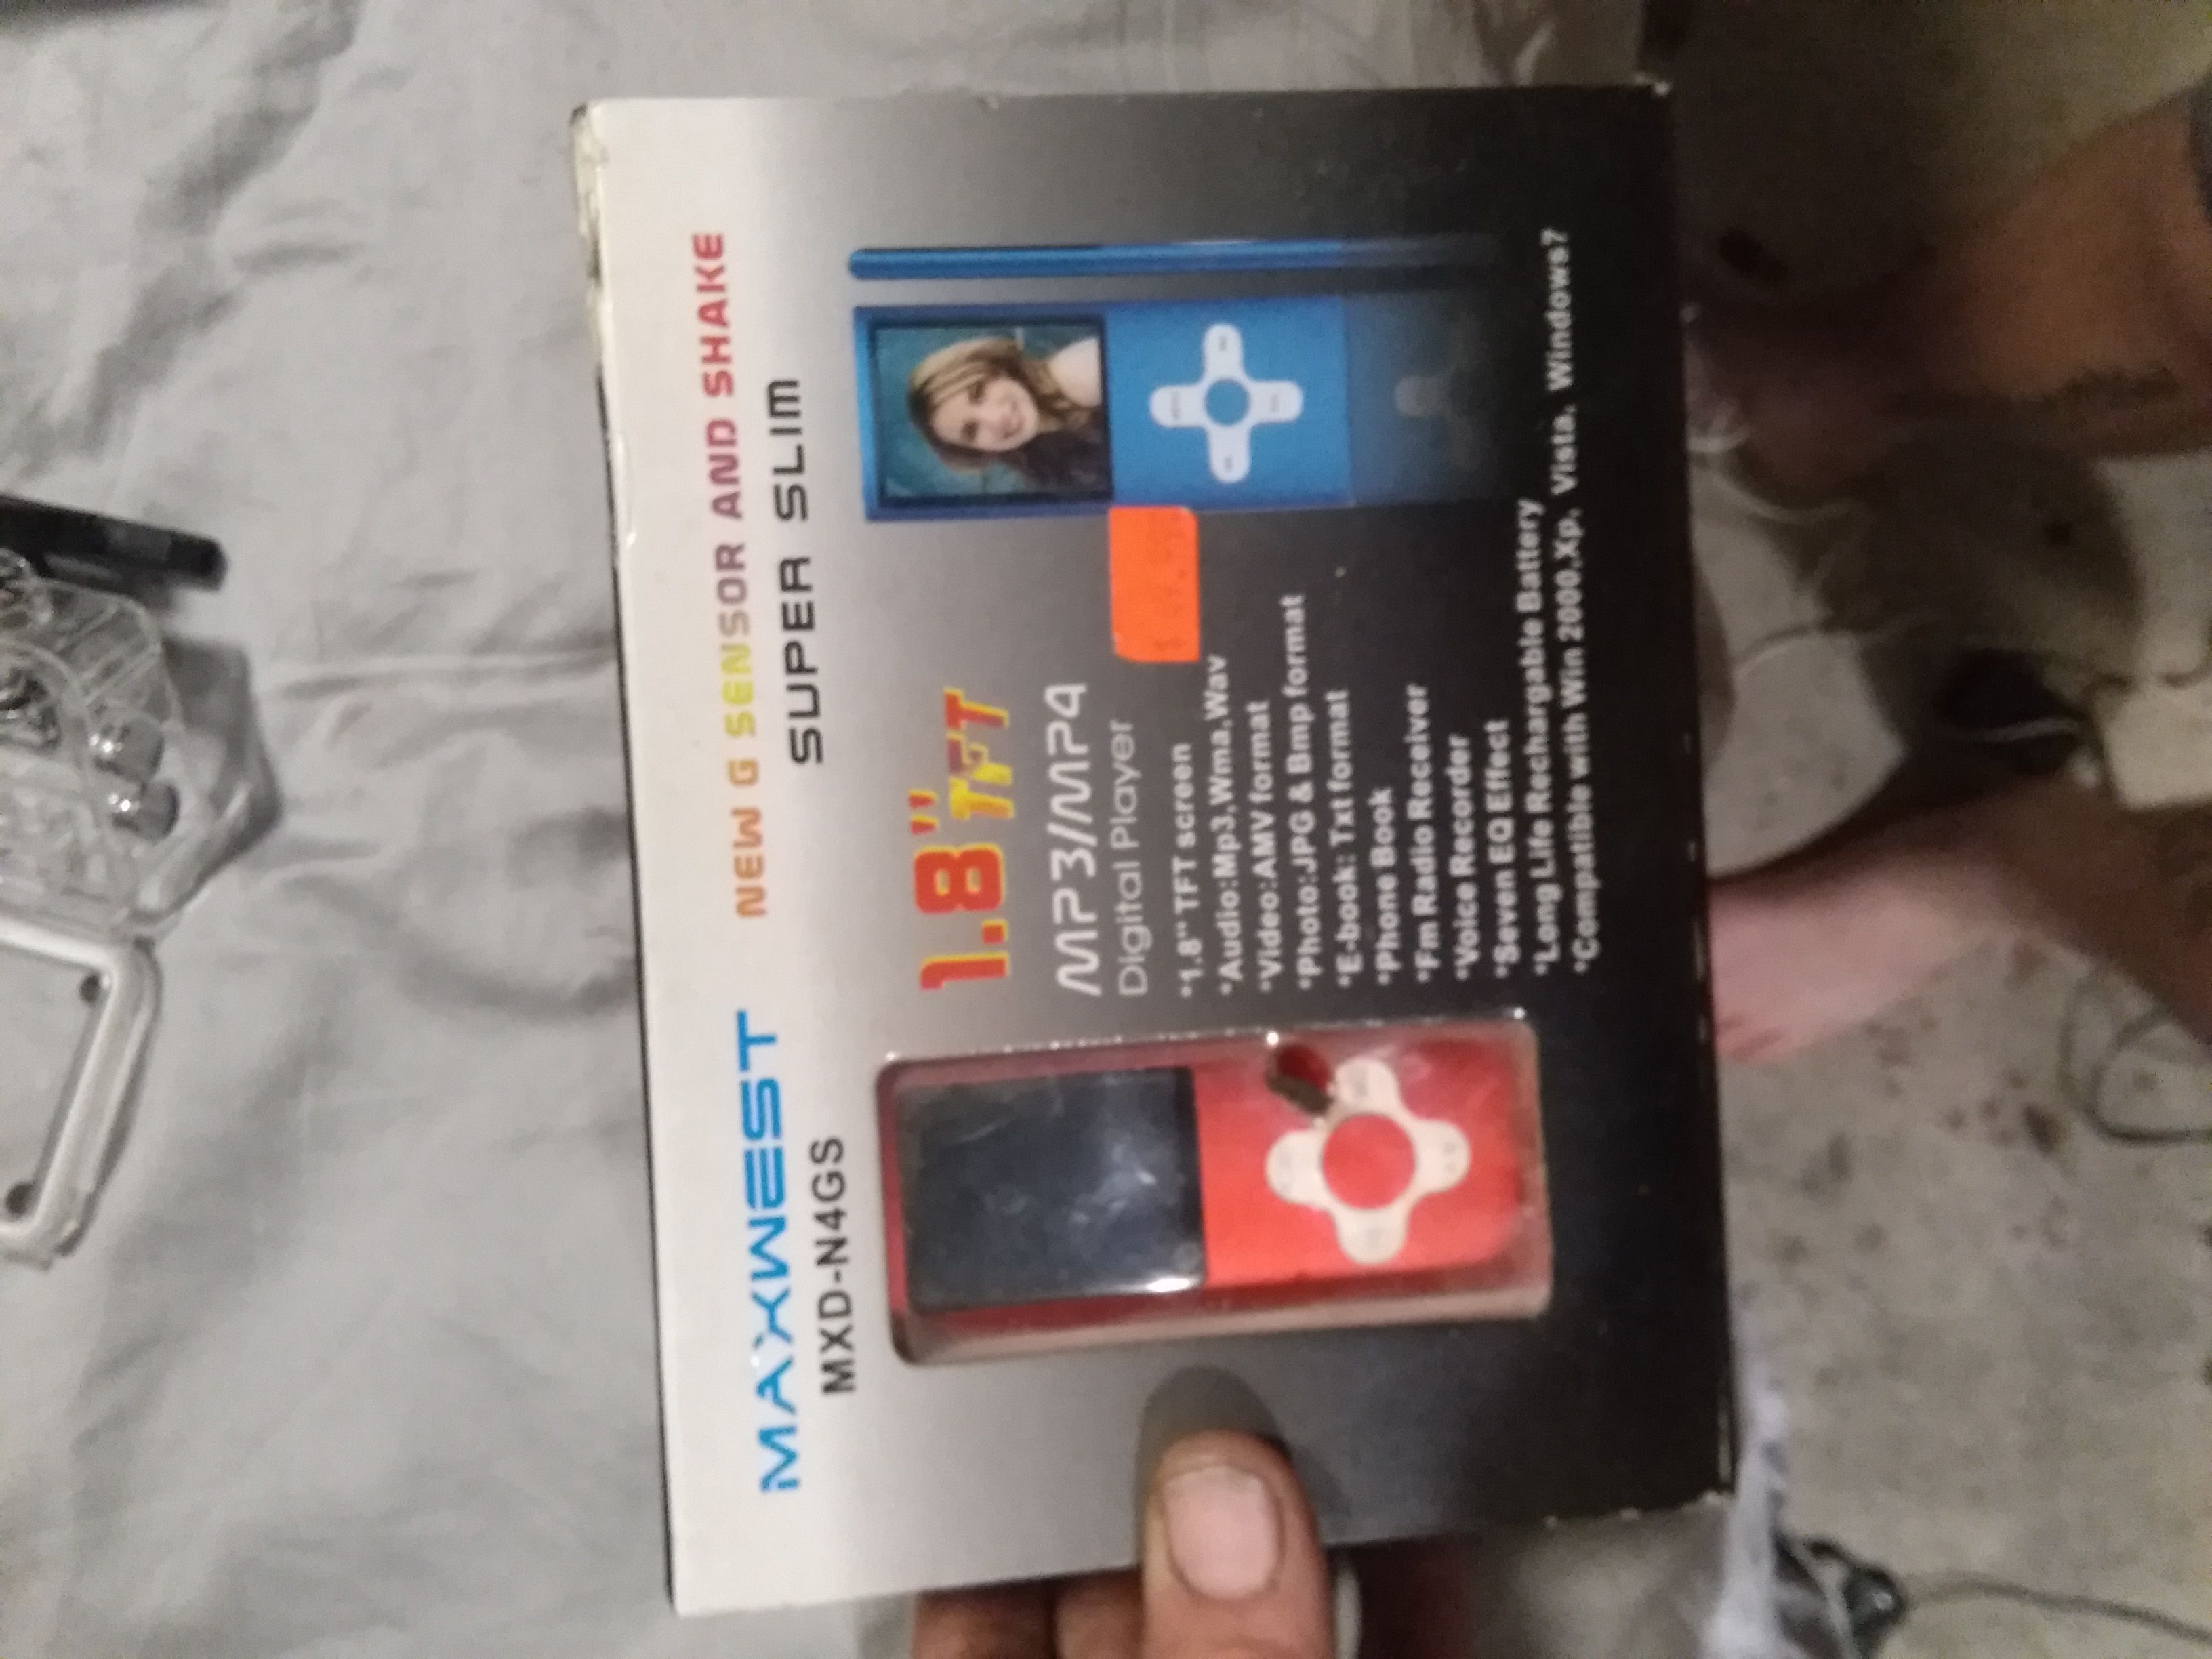 MAXWEST
NEW G SENSOR AND SHAKE
MXD-N4GS
SUPER SLIM
1.8"
TFT
MP3/MP4
Digital Player
*1.8" TFT screen
*Audio:Mp3,Wma,Wav
*Video:AMV format
*Photo:JPG & Bmp format
*E-book: Txt format
*Phone Book
*Fm Radio Receiver
*Voice Recorder
*Seven EQ Effect
*Long Life Rechargable Battery
*Compatible with Win 2000.Xp, Vista, Windows7